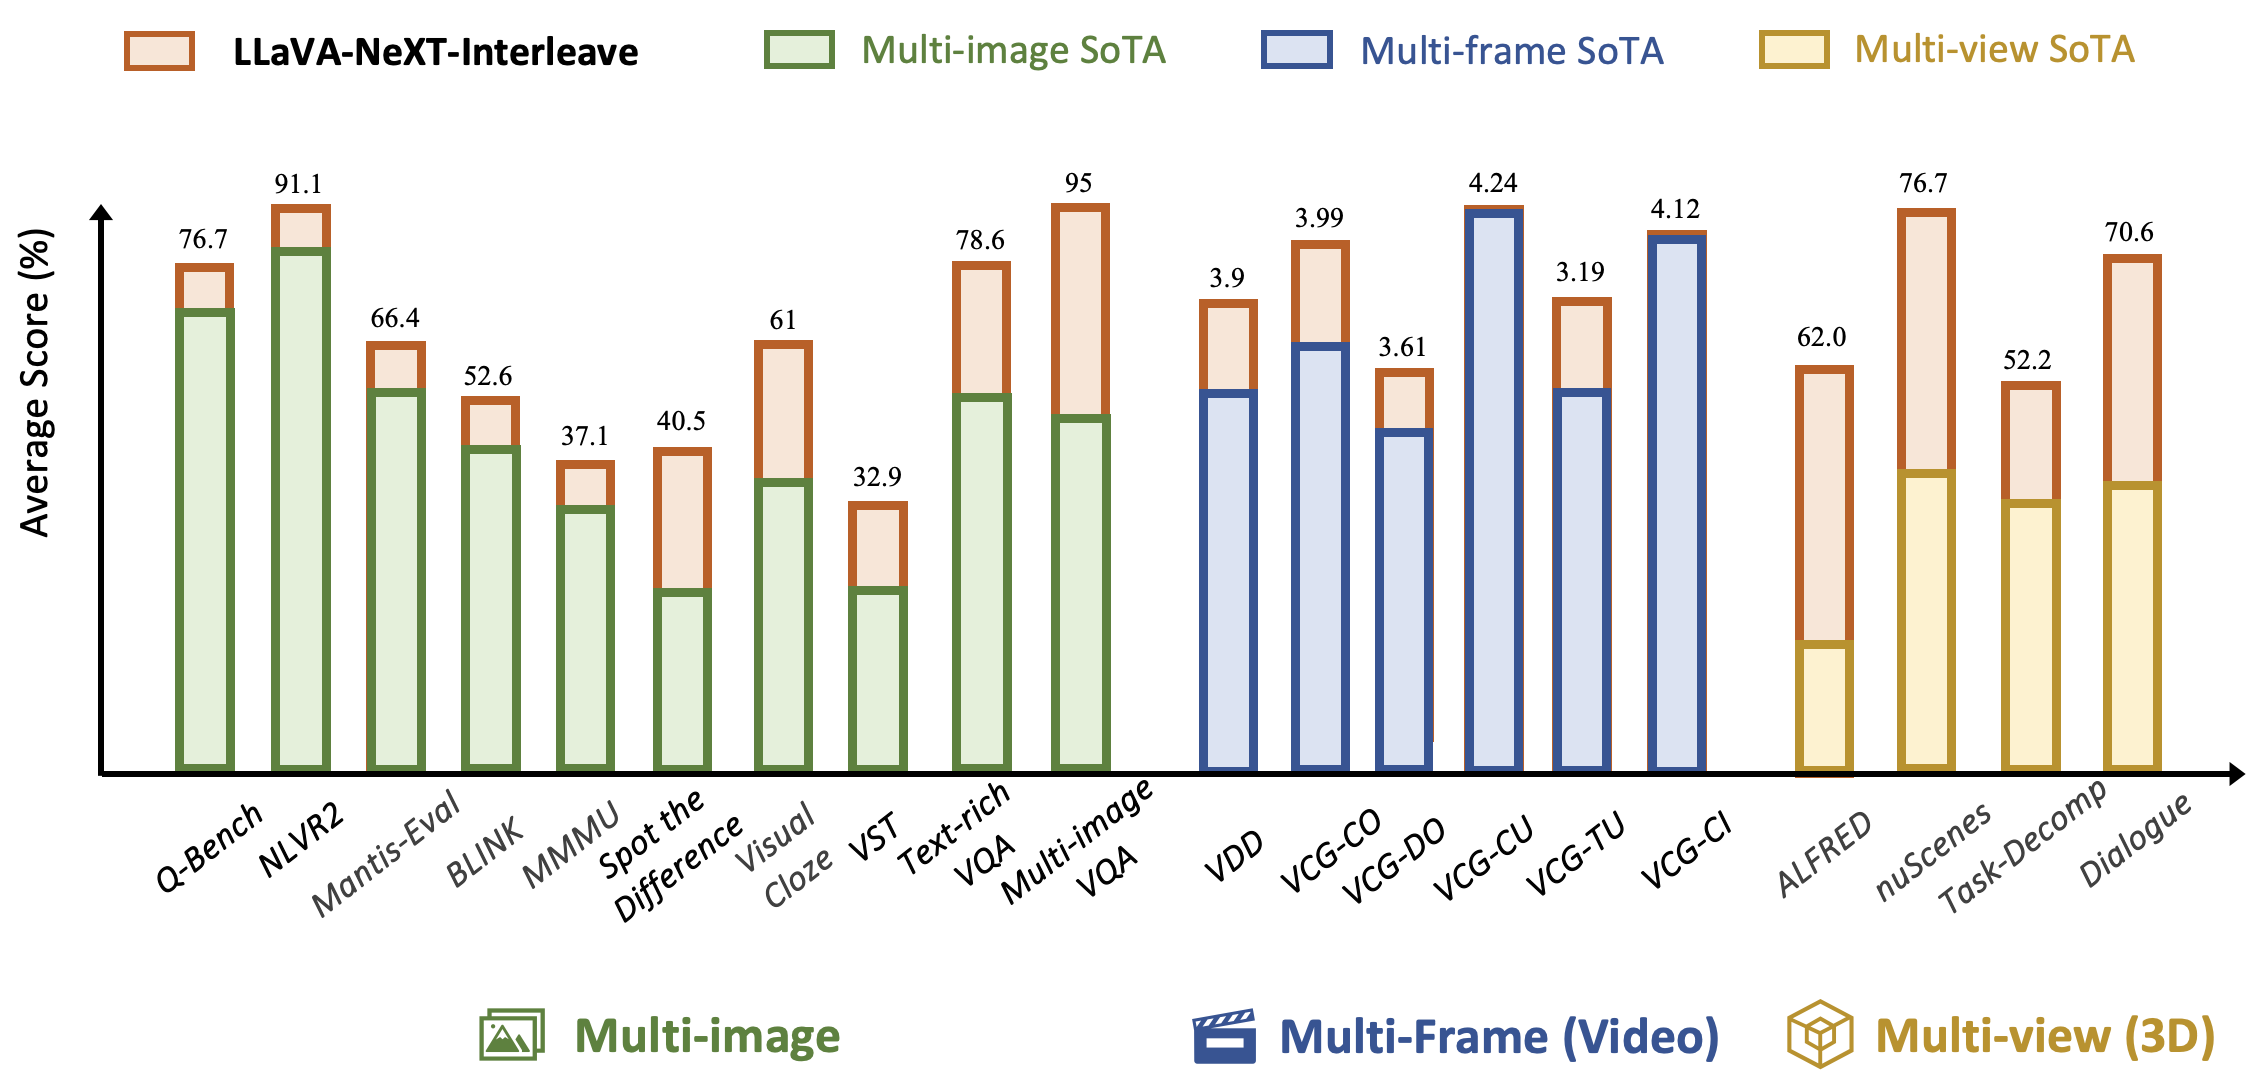 LLaVA-NeXT-Interleave
Multi-image SoTA
Multi-frame SoTA
Multi-view SoTA
Average Score (%)
76.7
91.1
66.4
52.6
37.1
40.5
61
32.9
78.6
95
3.9
3.99
3.61
4.24
3.19
4.12
62.0
76.7
52.2
70.6
Q-Bench
NLVR2
Mantis-Eval
BLINK
MMMU
Spot the
Difference
Visual
Cloze
VST
Text-rich
VQA
Multi-image
VQA
VDD
VCG-CO
VCG-DO
VCG-CU
VCG-TU
VCG-CI
ALFRED
nuScenes
Task-Decomp
Dialogue
Multi-image
Multi-Frame (Video)
Multi-view (3D)